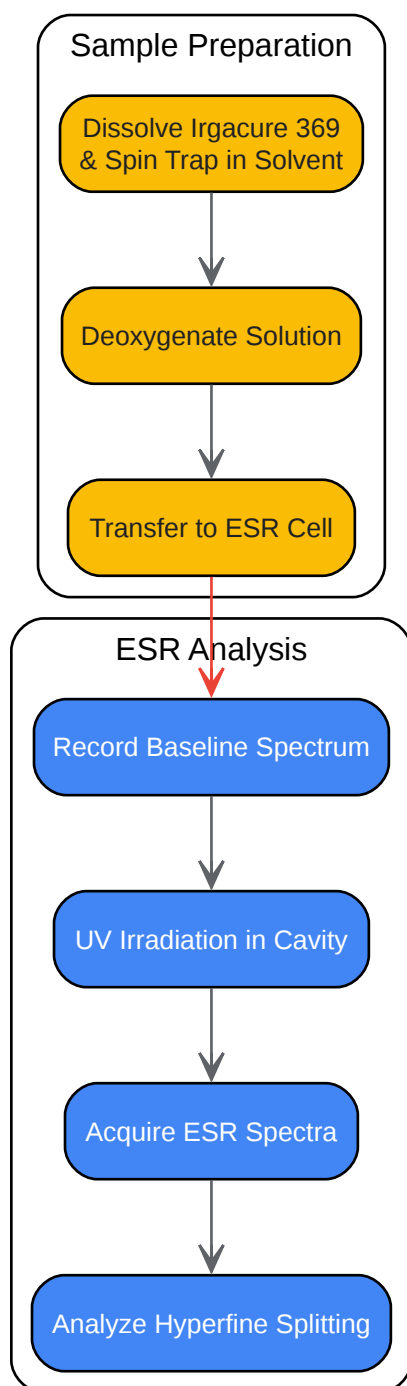 Sample Preparation
Dissolve Irgacure 369
& Spin Trap in Solvent
Deoxygenate Solution
Transfer to ESR Cell
ESR Analysis
Record Baseline Spectrum
UV Irradiation in Cavity
Acquire ESR Spectra
Analyze Hyperfine Splitting